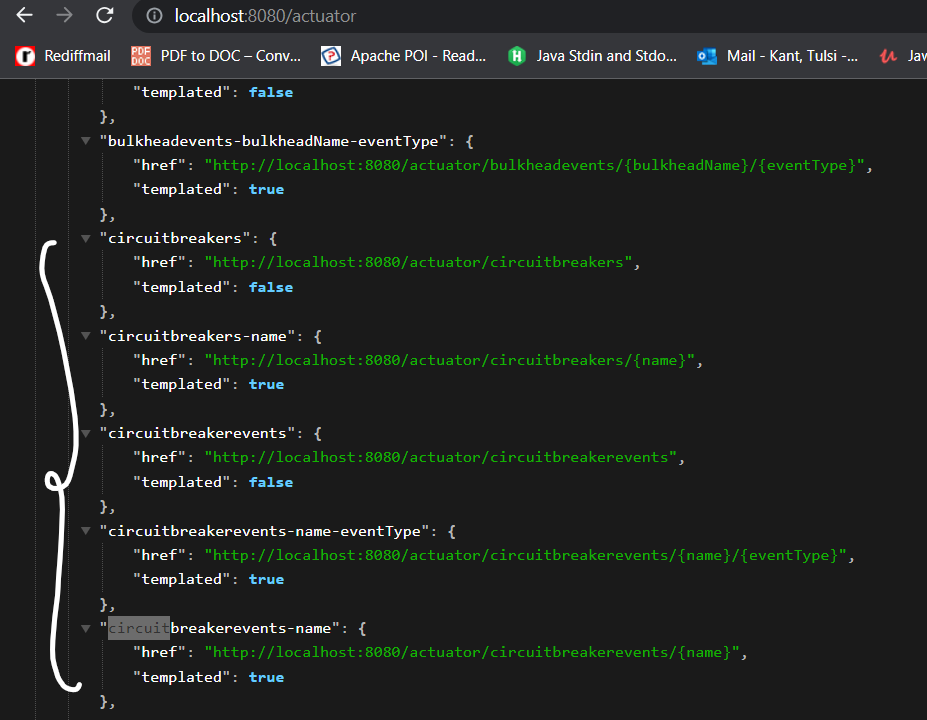 localhost:8080/actuator
Rediffmail PDF to DOC – Conv... Apache POI - Read... Java Stdin and Stdo... Mail - Kant, Tulsi -... Jav
"templated": false
},
"bulkheadevents-bulkheadName-eventType": {
"href": "http://localhost:8080/actuator/bulkheadevents/{bulkheadName}/{eventType}",
"templated": true
},
"circuitbreakers": {
"href": "http://localhost:8080/actuator/circuitbreakers",
"templated": false
},
"circuitbreakers-name": {
"href": "http://localhost:8080/actuator/circuitbreakers/{name}",
"templated": true
},
"circuitbreakerevents": {
"href": "http://localhost:8080/actuator/circuitbreakerevents",
"templated": false
},
"circuitbreakerevents-name-eventType": {
"href": "http://localhost:8080/actuator/circuitbreakerevents/{name}/{eventType}",
"templated": true
},
"circuitbreakerevents-name": {
"href": "http://localhost:8080/actuator/circuitbreakerevents/{name}",
"templated": true
},